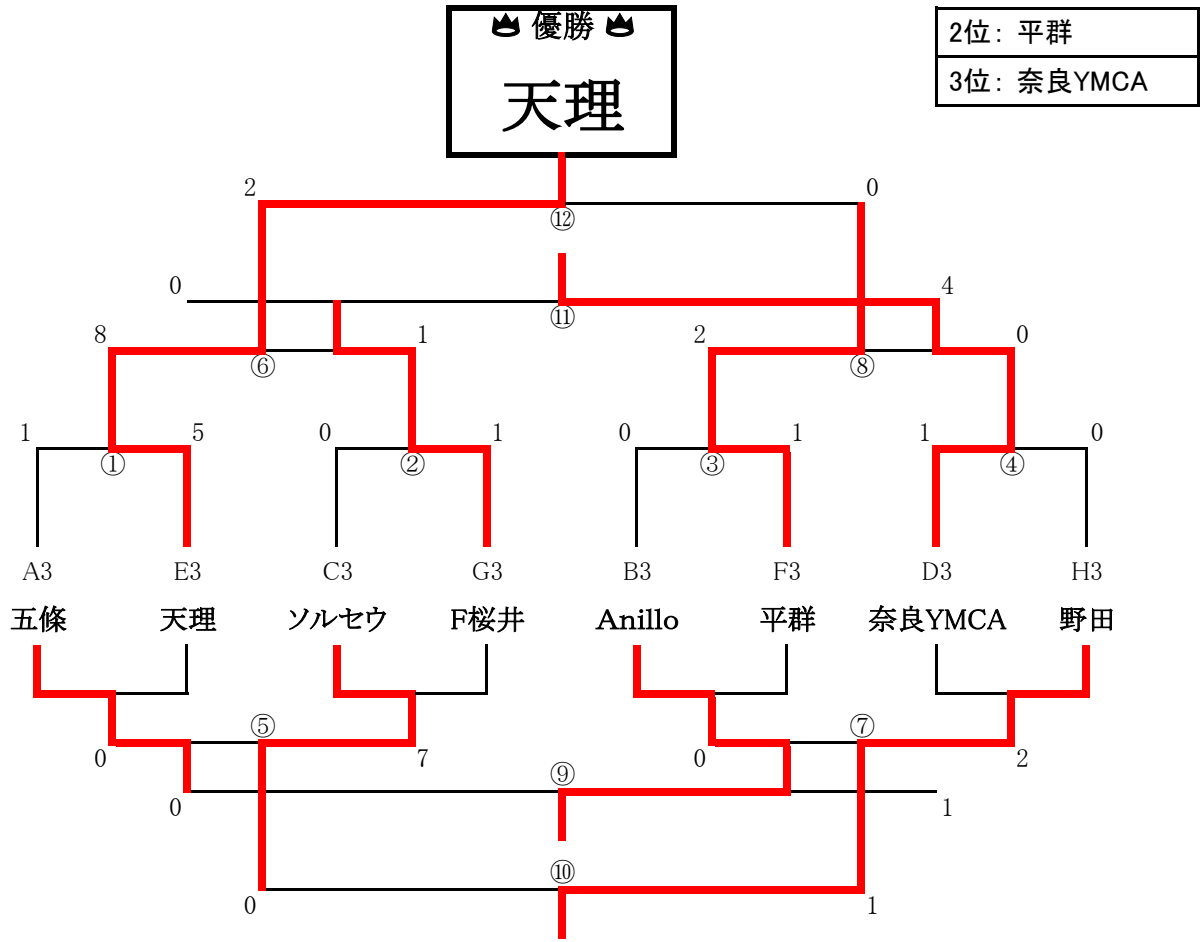 優勝
天理
2位： 平群
3位： 奈良YMCA
2 0
⑫
0 4
⑪
8 1 2 0
⑥ ⑧
1 5 0 1 0 1 1 0
① ② ③ ④
A3 E3 C3 G3 B3 F3 D3 H3
五條 天理 ソルセウ F桜井 Anillo 平群 奈良YMCA 野田
⑤ ⑦
0 7 0 2
⑨
0 1
⑩
0 1